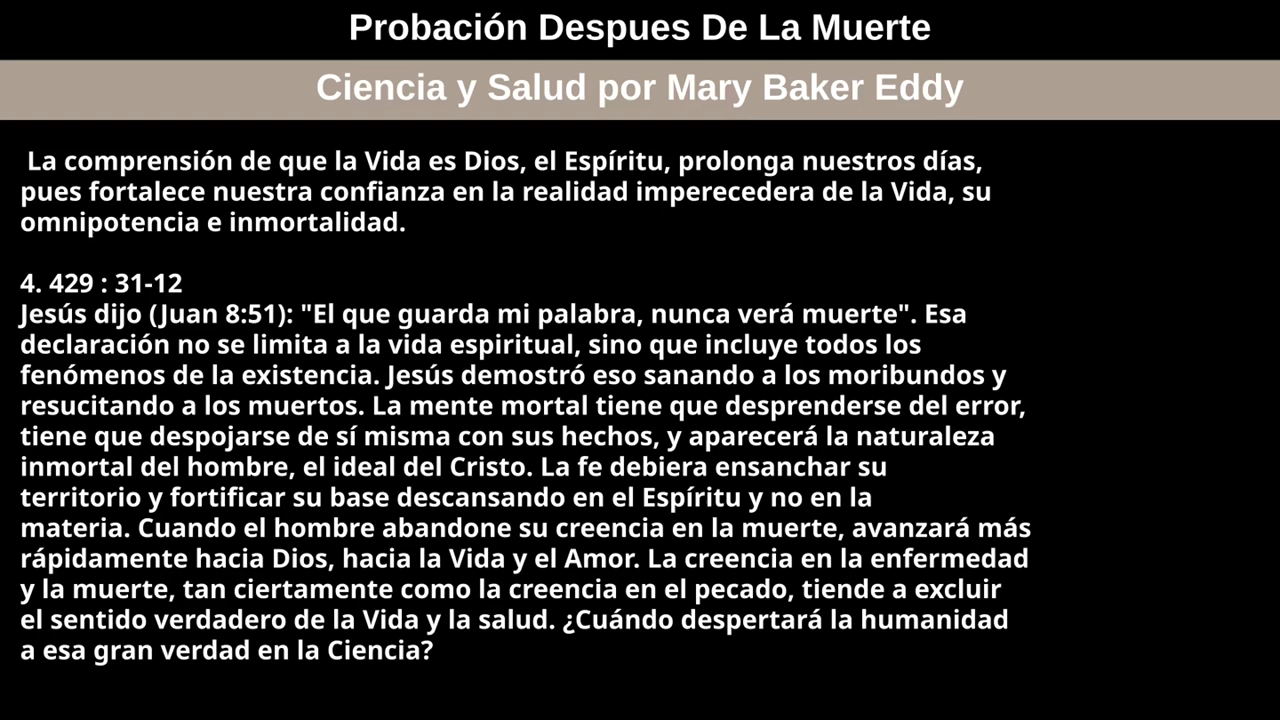 Probación Despues De La Muerte
Ciencia y Salud por Mary Baker Eddy
La comprensión de que la Vida es Dios, el Espíritu, prolonga nuestros días,
pues fortalece nuestra confianza en la realidad imperecedera de la Vida, su
omnipotencia e inmortalidad.
4. 429 : 31-12
Jesús dijo (Juan 8:51): "El que guarda mi palabra, nunca verá muerte". Esa
declaración no se limita a la vida espiritual, sino que incluye todos los
fenómenos de la existencia. Jesús demostró eso sanando a los moribundos y
resucitando a los muertos. La mente mortal tiene que desprenderse del error,
tiene que despojarse de sí misma con sus hechos, y aparecerá la naturaleza
inmortal del hombre, el ideal del Cristo. La fe debiera ensanchar su
territorio y fortificar su base descansando en el Espíritu y no en la
materia. Cuando el hombre abandone su creencia en la muerte, avanzará más
rápidamente hacia Dios, hacia la Vida y el Amor. La creencia en la enfermedad
y la muerte, tan ciertamente como la creencia en el pecado, tiende a excluir
el sentido verdadero de la Vida y la salud. ¿Cuándo despertará la humanidad
a esa gran verdad en la Ciencia?